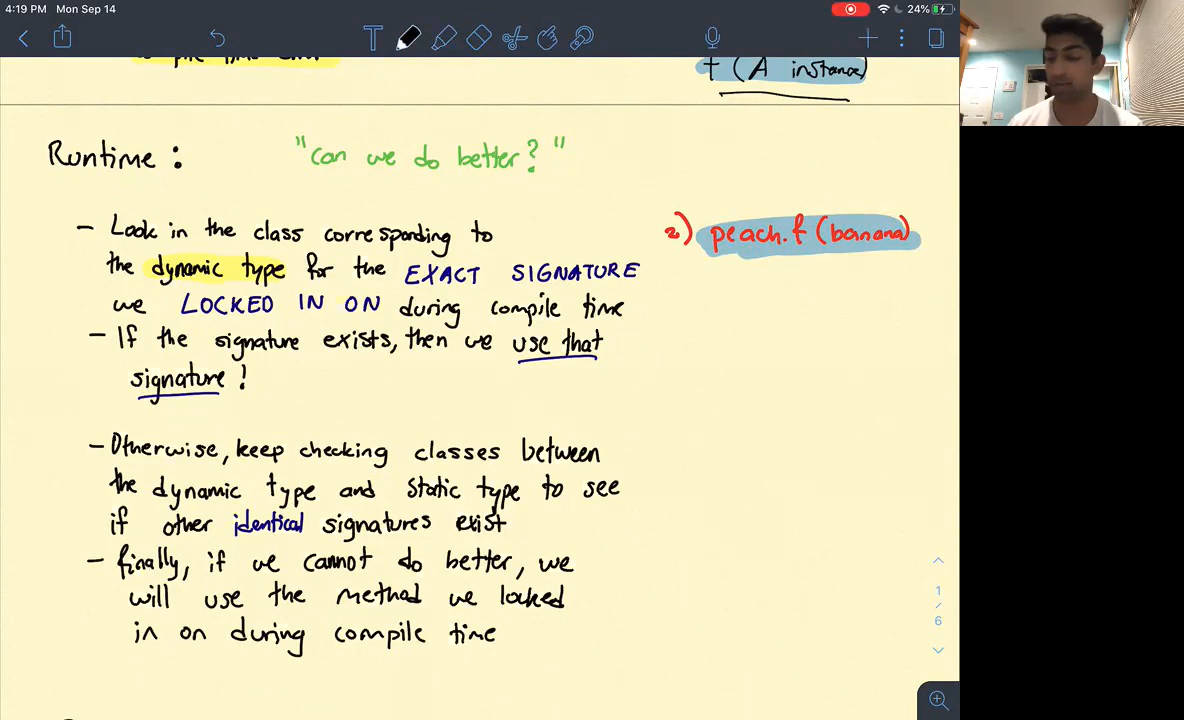 4:19 PM Mon Sep 14
24%
f (A instance)
Runtime :
"can we do better?"
- Look in the class corresponding to
the dynamic type for the EXACT SIGNATURE
we LOCKED IN ON during compile time
- If the signature exists, then we use that
signature!
2) peach.f (banana)
- Otherwise, keep checking classes between
the dynamic type and static type to see
if other identical signatures exist
- finally, if we cannot do better, we
will use the method we locked
in on during compile time
1
/
6